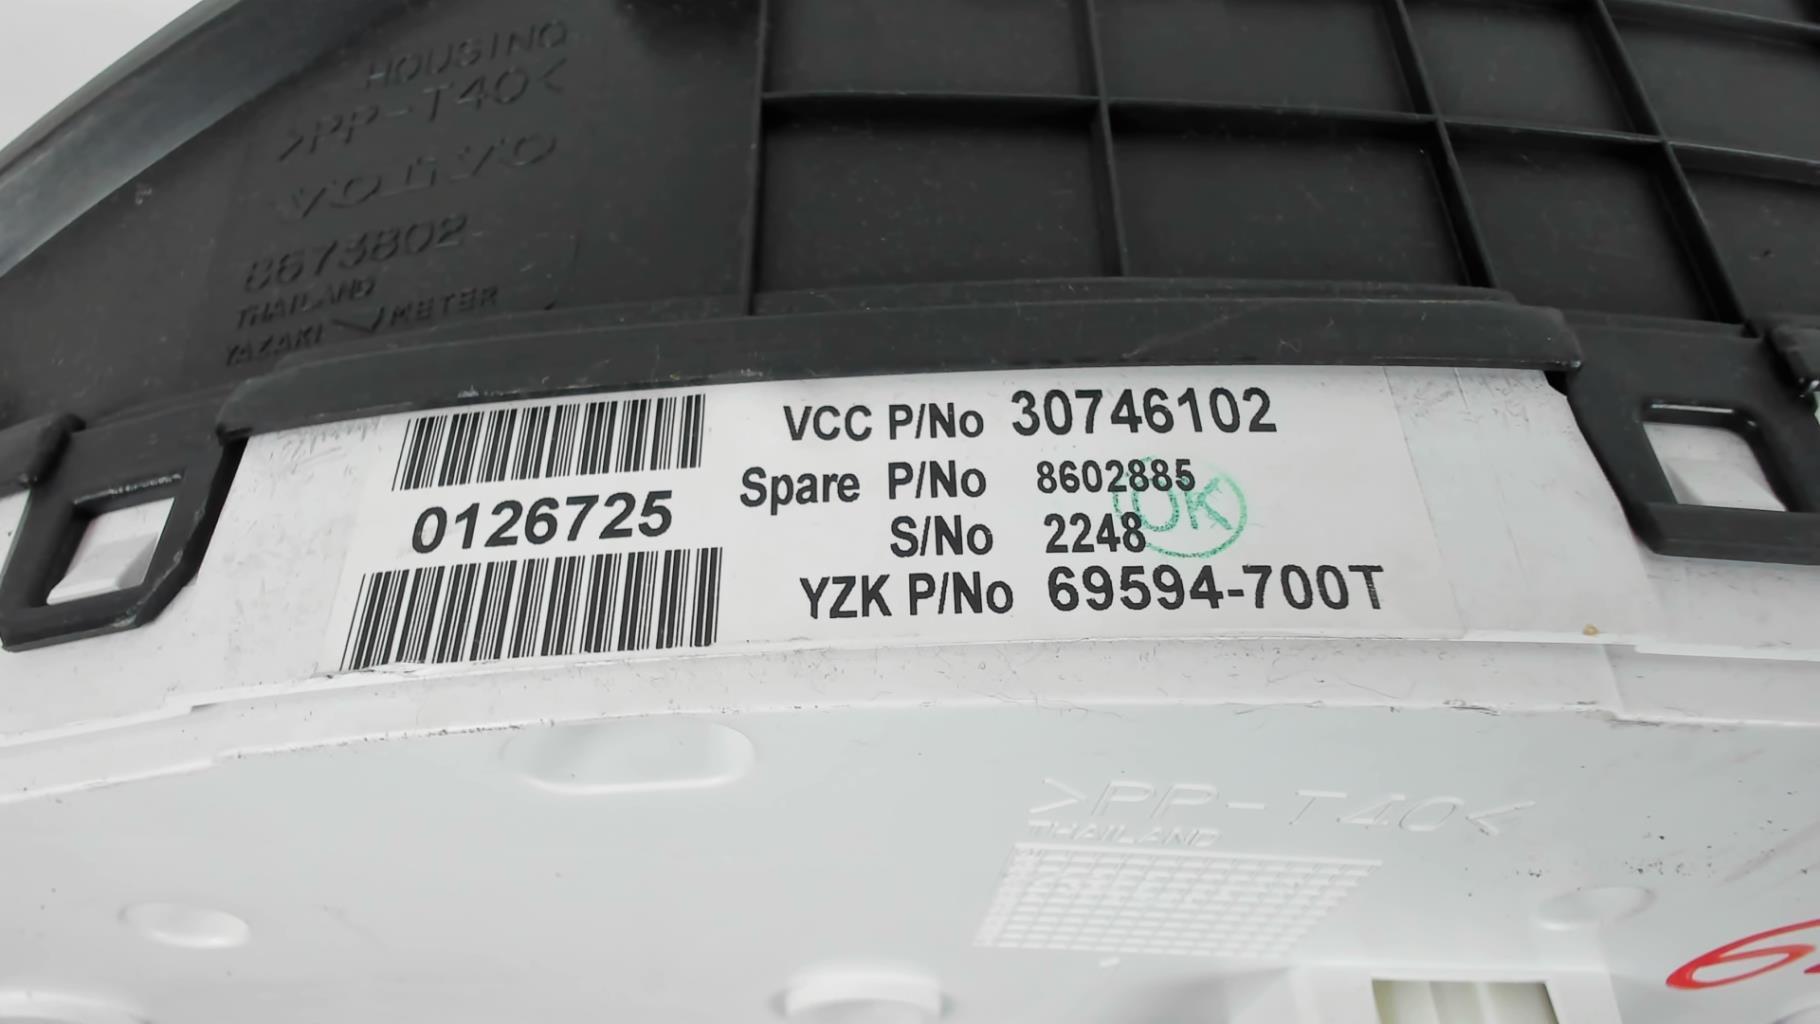 HOUSING
>PP-T40<
VOLVO
8673802
THAILAND
YAZAKI METER
0126725
VCC P/No 30746102
Spare P/No 8602885
OK
S/No 2248
YZK P/No 69594-700T
>PP-T40<
THAILAND